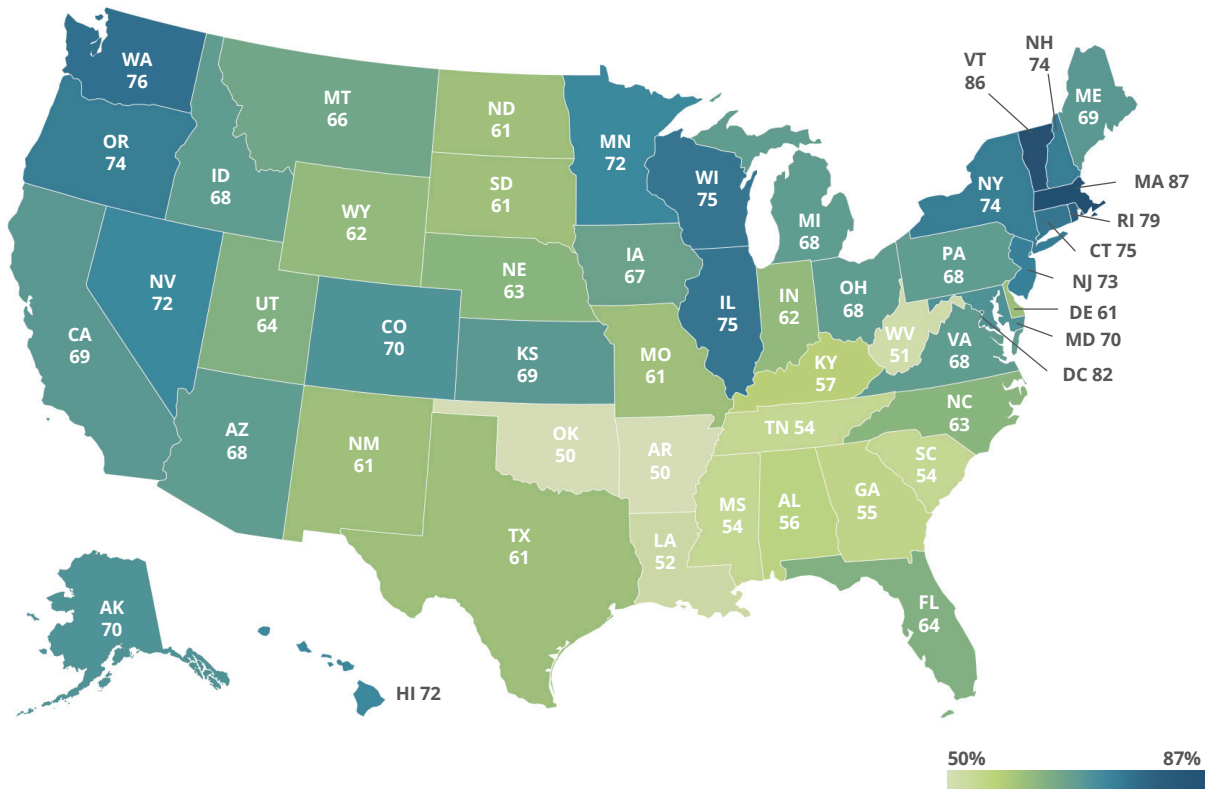 WA
76
OR
74
ID
68
MT
66
ND
61
MN
72
SD
61
WY
62
WI
75
MI
68
VT
86
NH
74
ME
69
NY
74
MA 87
RI 79
CT 75
NJ 73
DE 61
MD 70
DC 82
PA
68
CA
69
NV
72
UT
64
CO
70
NE
63
IA
67
IL
75
IN
62
OH
68
WV
51
VA
68
KS
69
MO
61
KY
57
NC
63
AZ
68
NM
61
OK
50
AR
50
TN 54
SC
54
MS
54
AL
56
GA
55
TX
61
LA
52
FL
64
AK
70
HI 72
50%
87%